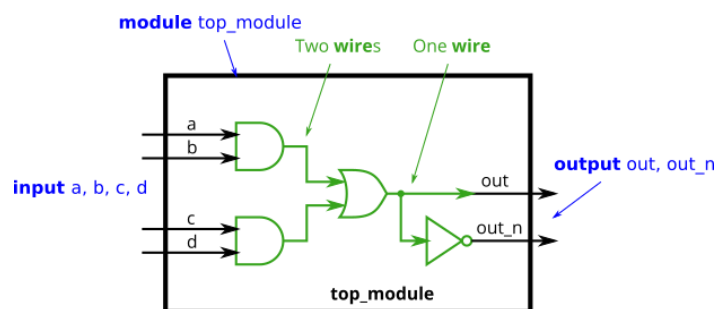 module top_module
Two wires
One wire
a
b
input a, b, c, d
c
d
out
out_n
output out, out_n
top_module